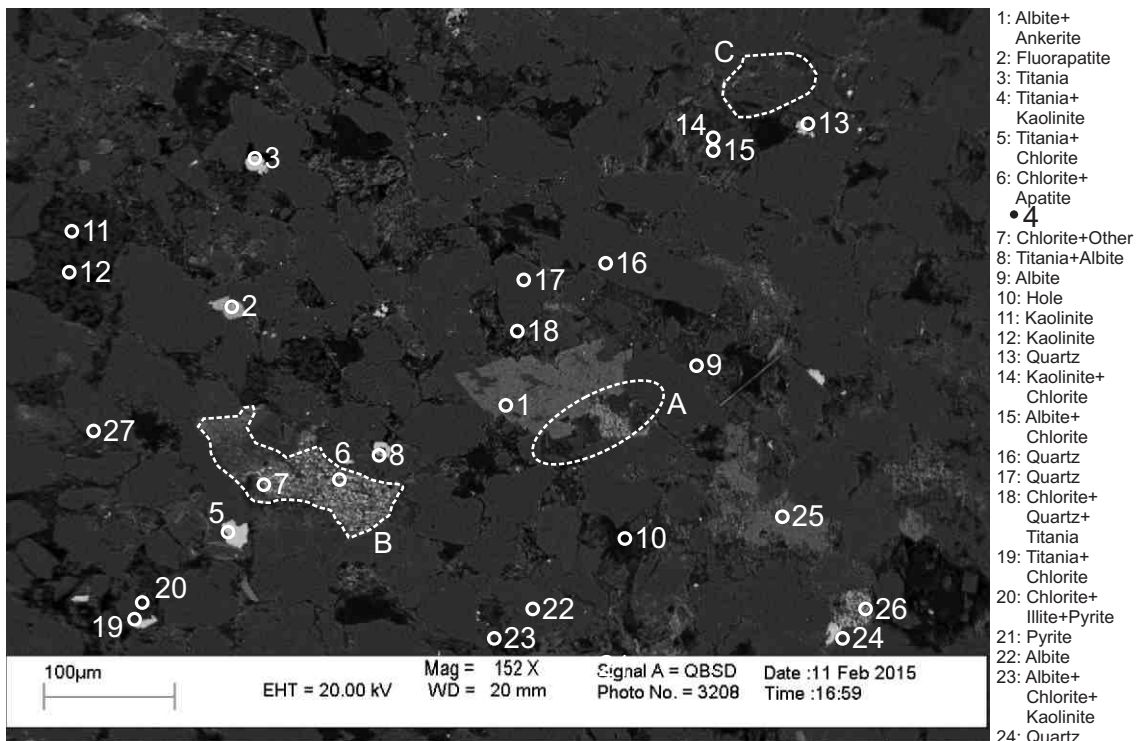 C
14
13
15
3
11
12
16
17
2
18
9
1
A
27
6
8
7
5
B
25
10
20
19
22
23
26
24
100µm
EHT = 20.00 kV
Mag = 152 X
WD = 20 mm
Signal A = QBSD
Photo No. = 3208
Date :11 Feb 2015
Time :16:59
1: Albite+
Ankerite
2: Fluorapatite
3: Titania
4: Titania+
Kaolinite
5: Titania+
Chlorite
6: Chlorite+
Apatite
4
7: Chlorite+Other
8: Titania+Albite
9: Albite
10: Hole
11: Kaolinite
12: Kaolinite
13: Quartz
14: Kaolinite+
Chlorite
15: Albite+
Chlorite
16: Quartz
17: Quartz
18: Chlorite+
Quartz+
Titania
19: Titania+
Chlorite
20: Chlorite+
Illite+Pyrite
21: Pyrite
22: Albite
23: Albite+
Chlorite+
Kaolinite
24: Quartz